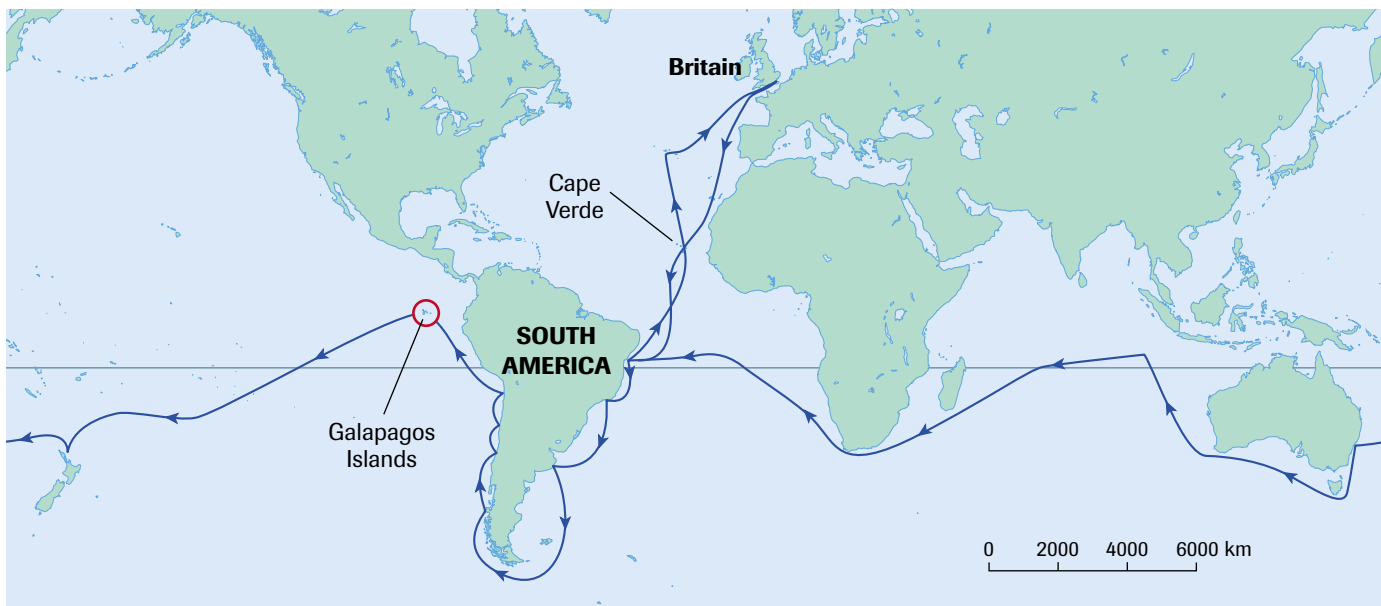 Britain
Cape
Verde
SOUTH
AMERICA
Galapagos
Islands
0 2000 4000 6000 km